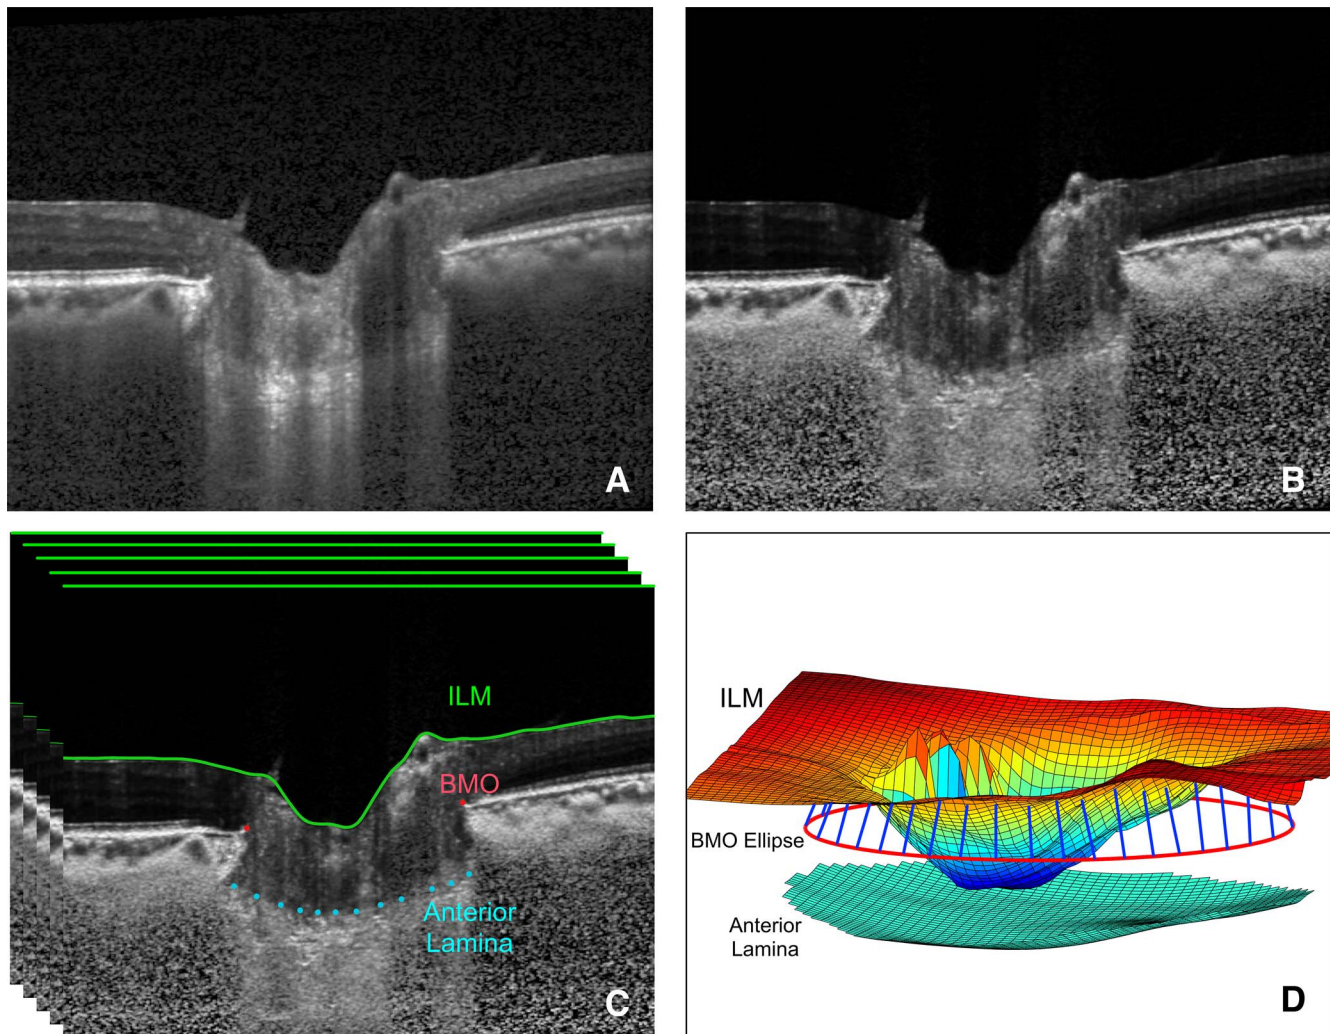 A
B
ILM
BMO
Anterior
Lamina
C
ILM
BMO Ellipse
Anterior
Lamina
D